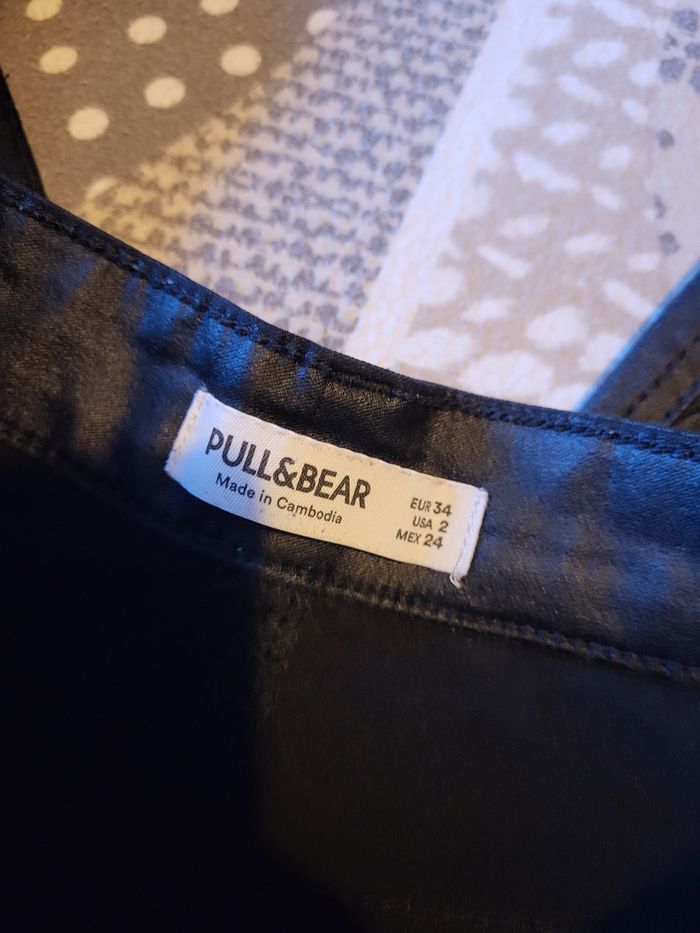 PULL&BEAR
Made in Cambodia
EUR 34
USA 2
MEX 24